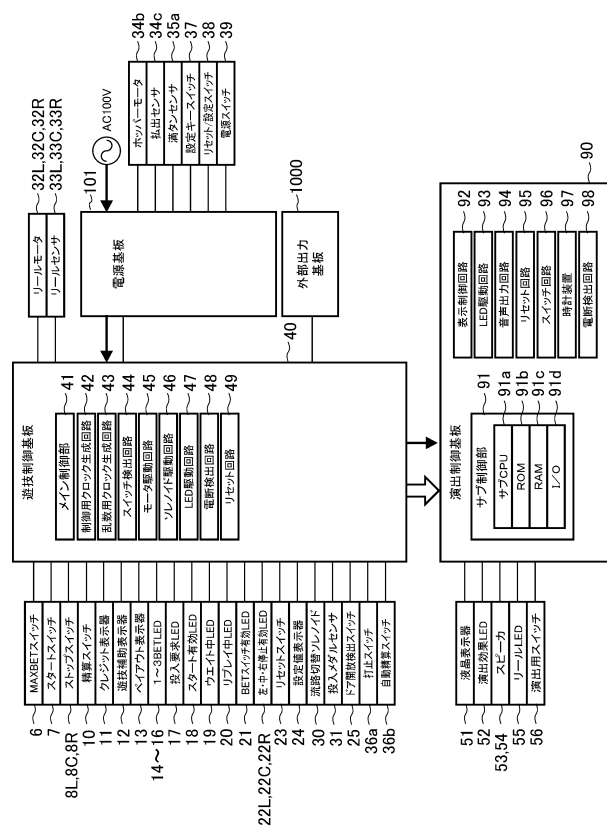 MAXBETスイッチ
6
スタートスイッチ
7
ストップスイッチ
8L,8C,8R
精算スイッチ
10
クレジット表示器
11
遊技補助表示器
12
ペイアウト表示器
13
1～3BETLED
14～16
投入要求LED
17
スタート有効LED
18
ウエイト中LED
19
リプレイ中LED
20
BETスイッチ有効LED
21
左・中・右停止有効LED
22L,22C,22R
リセットスイッチ
23
設定値表示器
24
流路切替ソレノイド
30
投入メダルセンサ
31
ドア開放検出スイッチ
25
打止スイッチ
36a
自動精算スイッチ
36b
遊技制御基板
40
メイン制御部
41
制御用クロック生成回路
42
乱数用クロック生成回路
43
スイッチ検出回路
44
モータ駆動回路
45
ソレノイド駆動回路
46
LED駆動回路
47
電断検出回路
48
リセット回路
49
リールモータ
32L,32C,32R
リールセンサ
33L,33C,33R
電源基板
101
AC100V
外部出力
基板
1000
ホッパーモータ
34b
払出センサ
34c
満タンセンサ
35a
設定キースイッチ
37
リセット/設定スイッチ
38
電源スイッチ
39
液晶表示器
51
演出効果LED
52
スピーカ
53,54
リールLED
55
演出用スイッチ
56
演出制御基板
90
サブ制御部
91
サブCPU
91a
ROM
91b
RAM
91c
I/O
91d
表示制御回路
92
LED駆動回路
93
音声出力回路
94
リセット回路
95
スイッチ回路
96
時計装置
97
電断検出回路
98